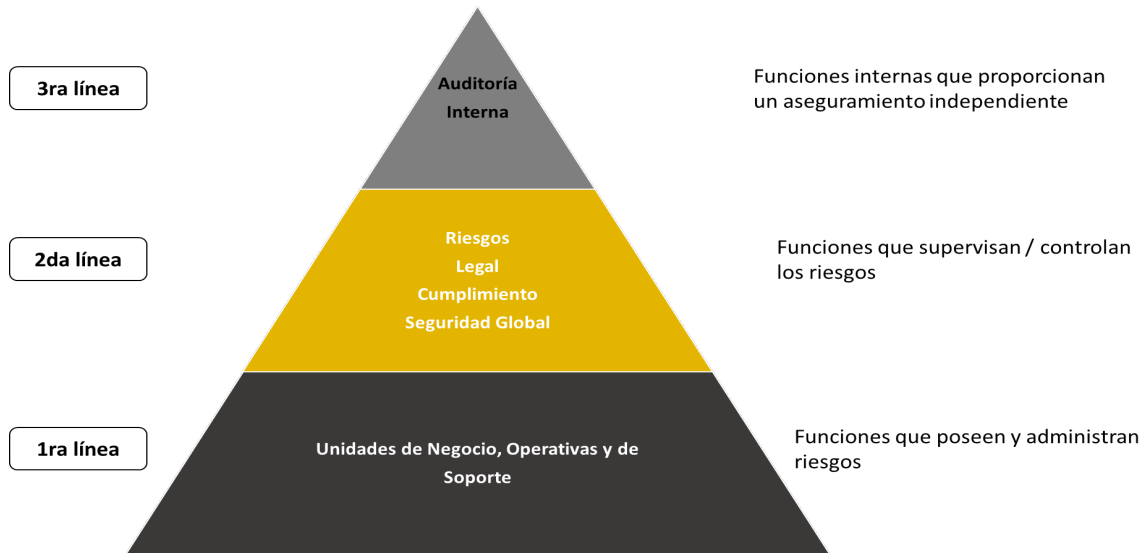 3ra línea
Auditoría
Interna
Funciones internas que proporcionan
un aseguramiento independiente
2da línea
Riesgos
Legal
Cumplimiento
Seguridad Global
Funciones que supervisan / controlan
los riesgos
1ra línea
Unidades de Negocio, Operativas y de
Soporte
Funciones que poseen y administran
riesgos